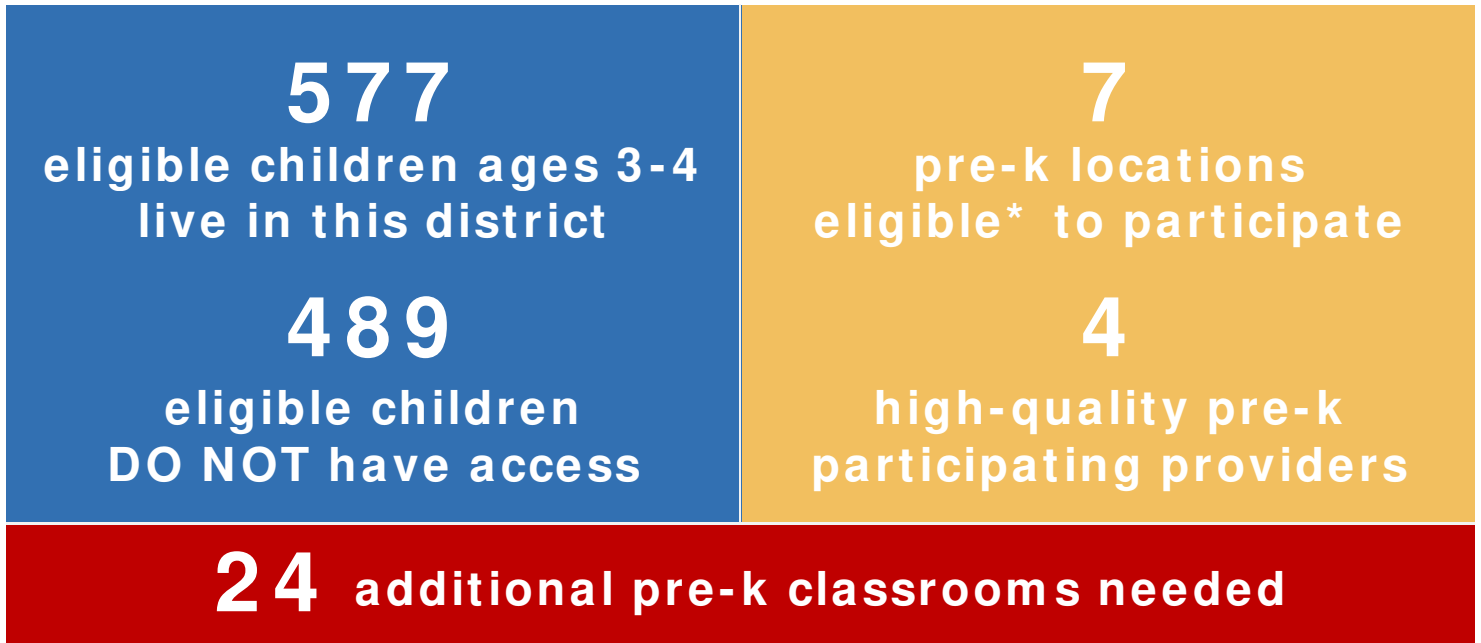 577
eligible children ages 3-4
live in this district
489
eligible children
DO NOT have access
7
pre-k locations
eligible* to participate
4
high-quality pre-k
participating providers
24 additional pre-k classrooms needed